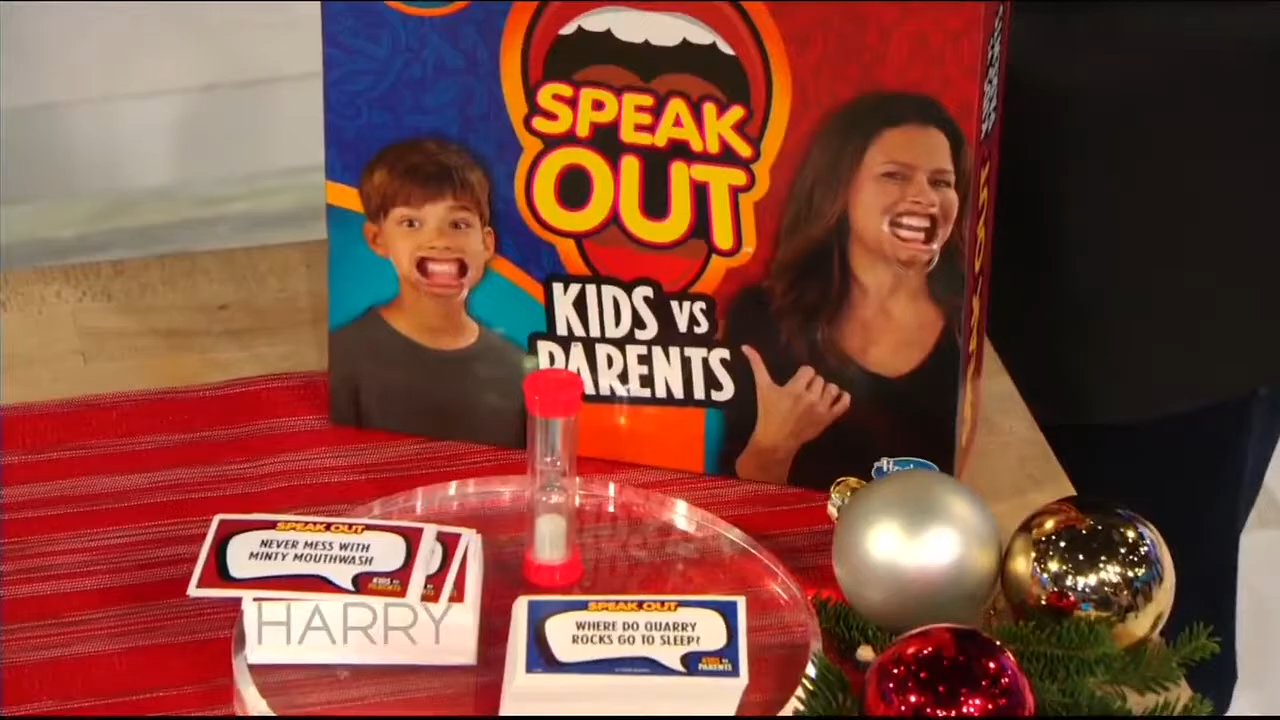 SPEAK
OUT
KIDS VS
PARENTS
SPEAK OUT
NEVER MESS WITH
MINTY MOUTHWASH
KIDS VS
PARENTS
HARRY
SPEAK OUT
WHERE DO QUARRY
ROCKS GO TO SLEEP?
KIDS VS
PARENTS